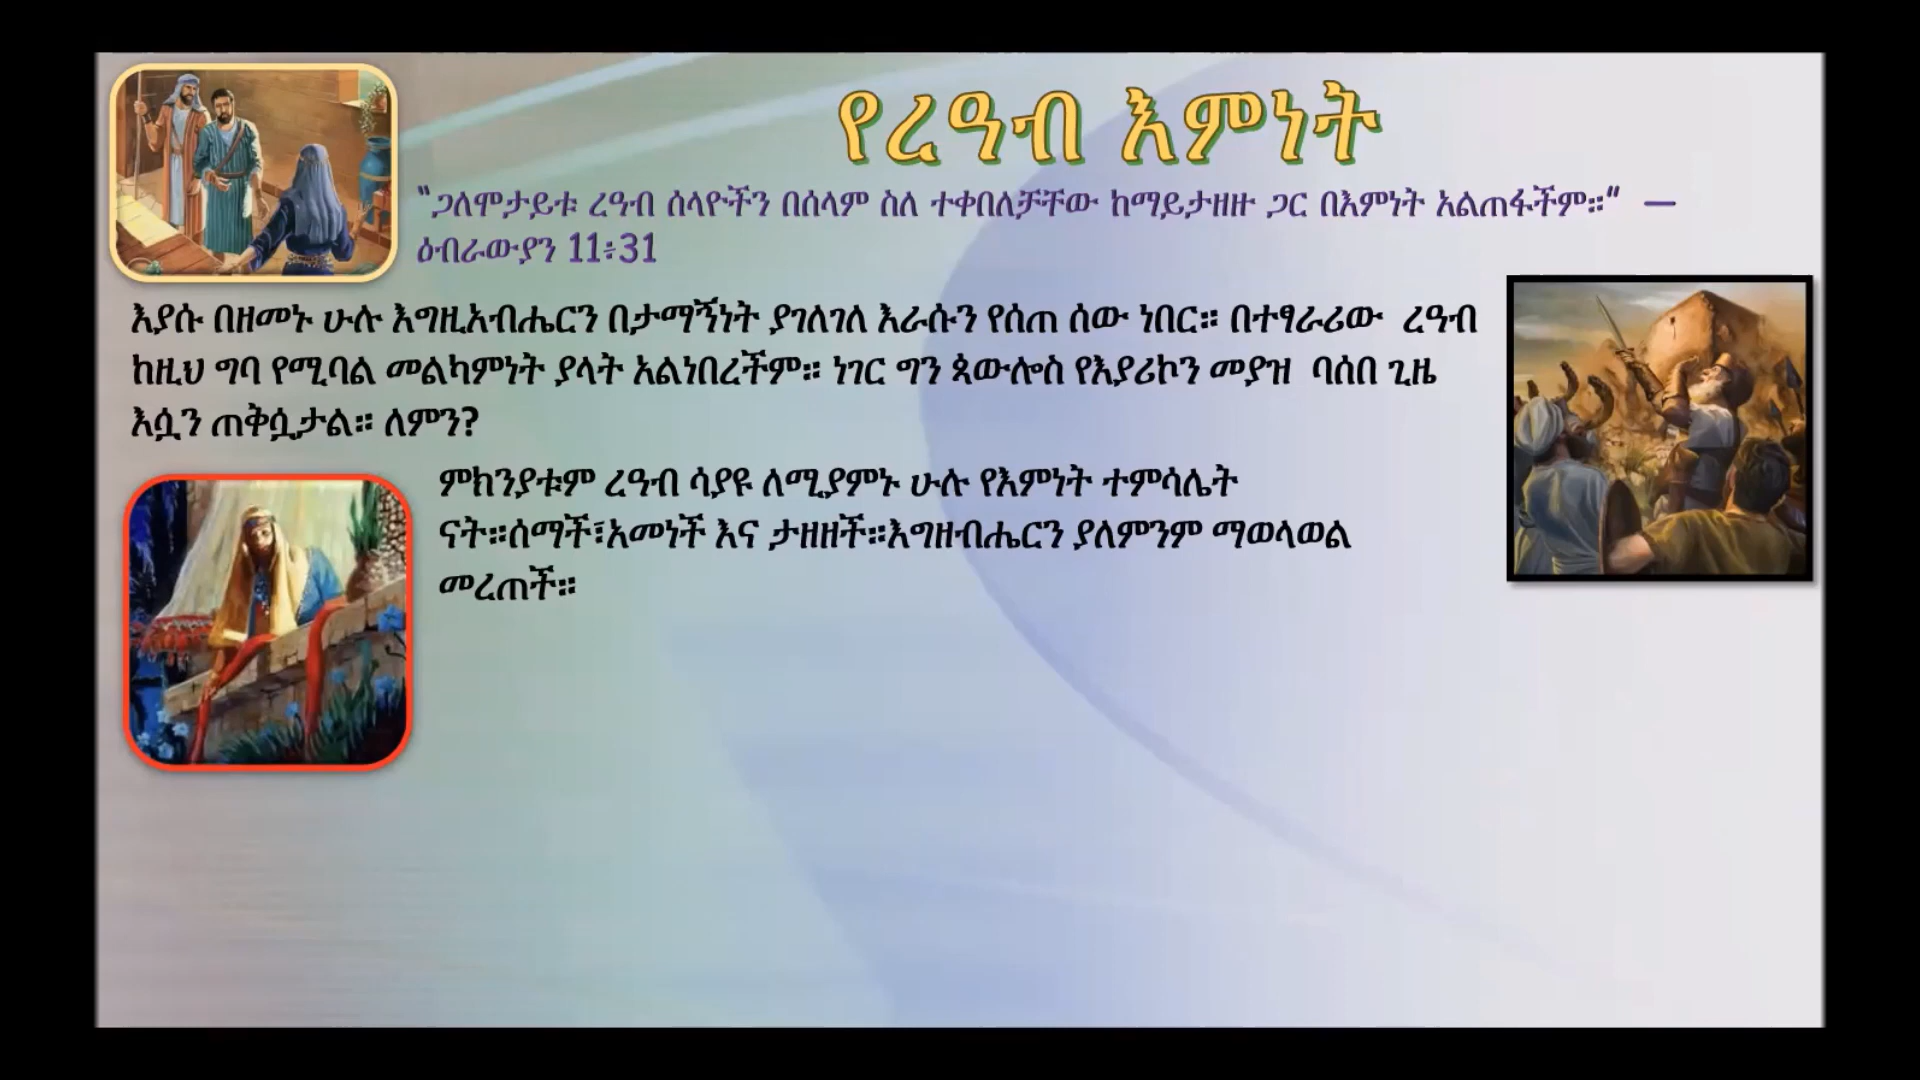 የረዓብ እምነት
“ጋለሞታይቱ ረዓብ ሰላዮችን በሰላም ስለ ተቀበለቻቸው ከማይታዘዙ ጋር በእምነት አልጠፋችም።” —
ዕብራውያን 11፥31
እያሱ በዘመኑ ሁሉ እግዚአብሔርን በታማኝነት ያገለገለ እራሱን የሰጠ ሰው ነበር። በተፃራሪው ረዓብ
ከዚህ ግባ የሚባል መልካምነት ያላት አልነበረችም። ነገር ግን ጳውሎስ የእያሪኮን መያዝ ባሰበ ጊዜ
እሷን ጠቅሷታል። ለምን?
ምክንያቱም ረዓብ ሳያዩ ለሚያምኑ ሁሉ የእምነት ተምሳሌት
ናት።ሰማች፣አመነች እና ታዘዘች።እግዘብሔርን ያለምንም ማወላወል
መረጠች።